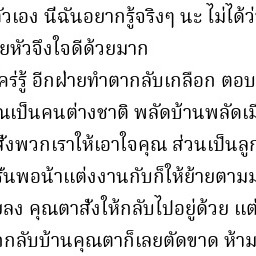 ัวเอง นี่ฉันอยากรู้จริงๆ นะ ไม่ได้ว่
ยหัวจึงใจดีด้วยมาก
ครู่รู้ อีกฝ่ายทำตากลับเกลือก ตอบ
ณเป็นคนต่างชาติ พลัดบ้านพลัดเมื
สั่งพวกเราให้เอาใจคุณ ส่วนเป็นลูก
ร้นพอน้าแต่งงานกับก็ให้ย้ายตามม
ยลง คุณตาสั่งให้กลับไปอยู่ด้วย แต่
กกลับบ้านคุณตาก็เลยตัดขาด ห้าม